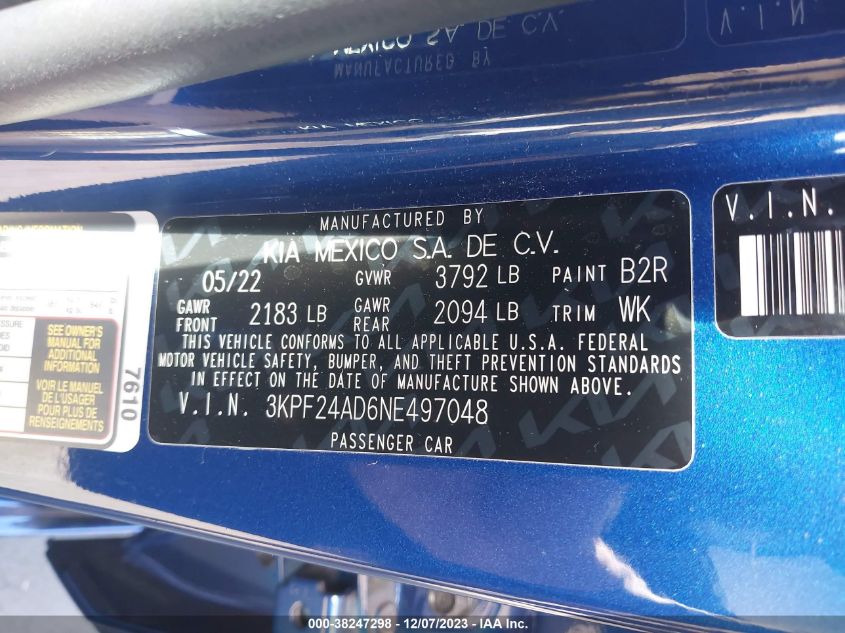 MANUFACTURED BY
KIA MEXICO S.A. DE C.V.
05/22 GVWR 3792 LB PAINT B2R
GAWR FRONT 2183 LB GAWR REAR 2094 LB TRIM WK
THIS VEHICLE CONFORMS TO ALL APPLICABLE U.S.A. FEDERAL
MOTOR VEHICLE SAFETY, BUMPER, AND THEFT PREVENTION STANDARDS
IN EFFECT ON THE DATE OF MANUFACTURE SHOWN ABOVE.
V.I.N. 3KPF24AD6NE497048
PASSENGER CAR
SEE OWNER'S
MANUAL FOR
ADDITIONAL
INFORMATION
VOIR LE MANUEL
DE L'USAGER
POUR PLUS DE
RENSEIGNEMENTS
7610
V.I.N.
000-38247298 - 12/07/2023 - IAAI.com.